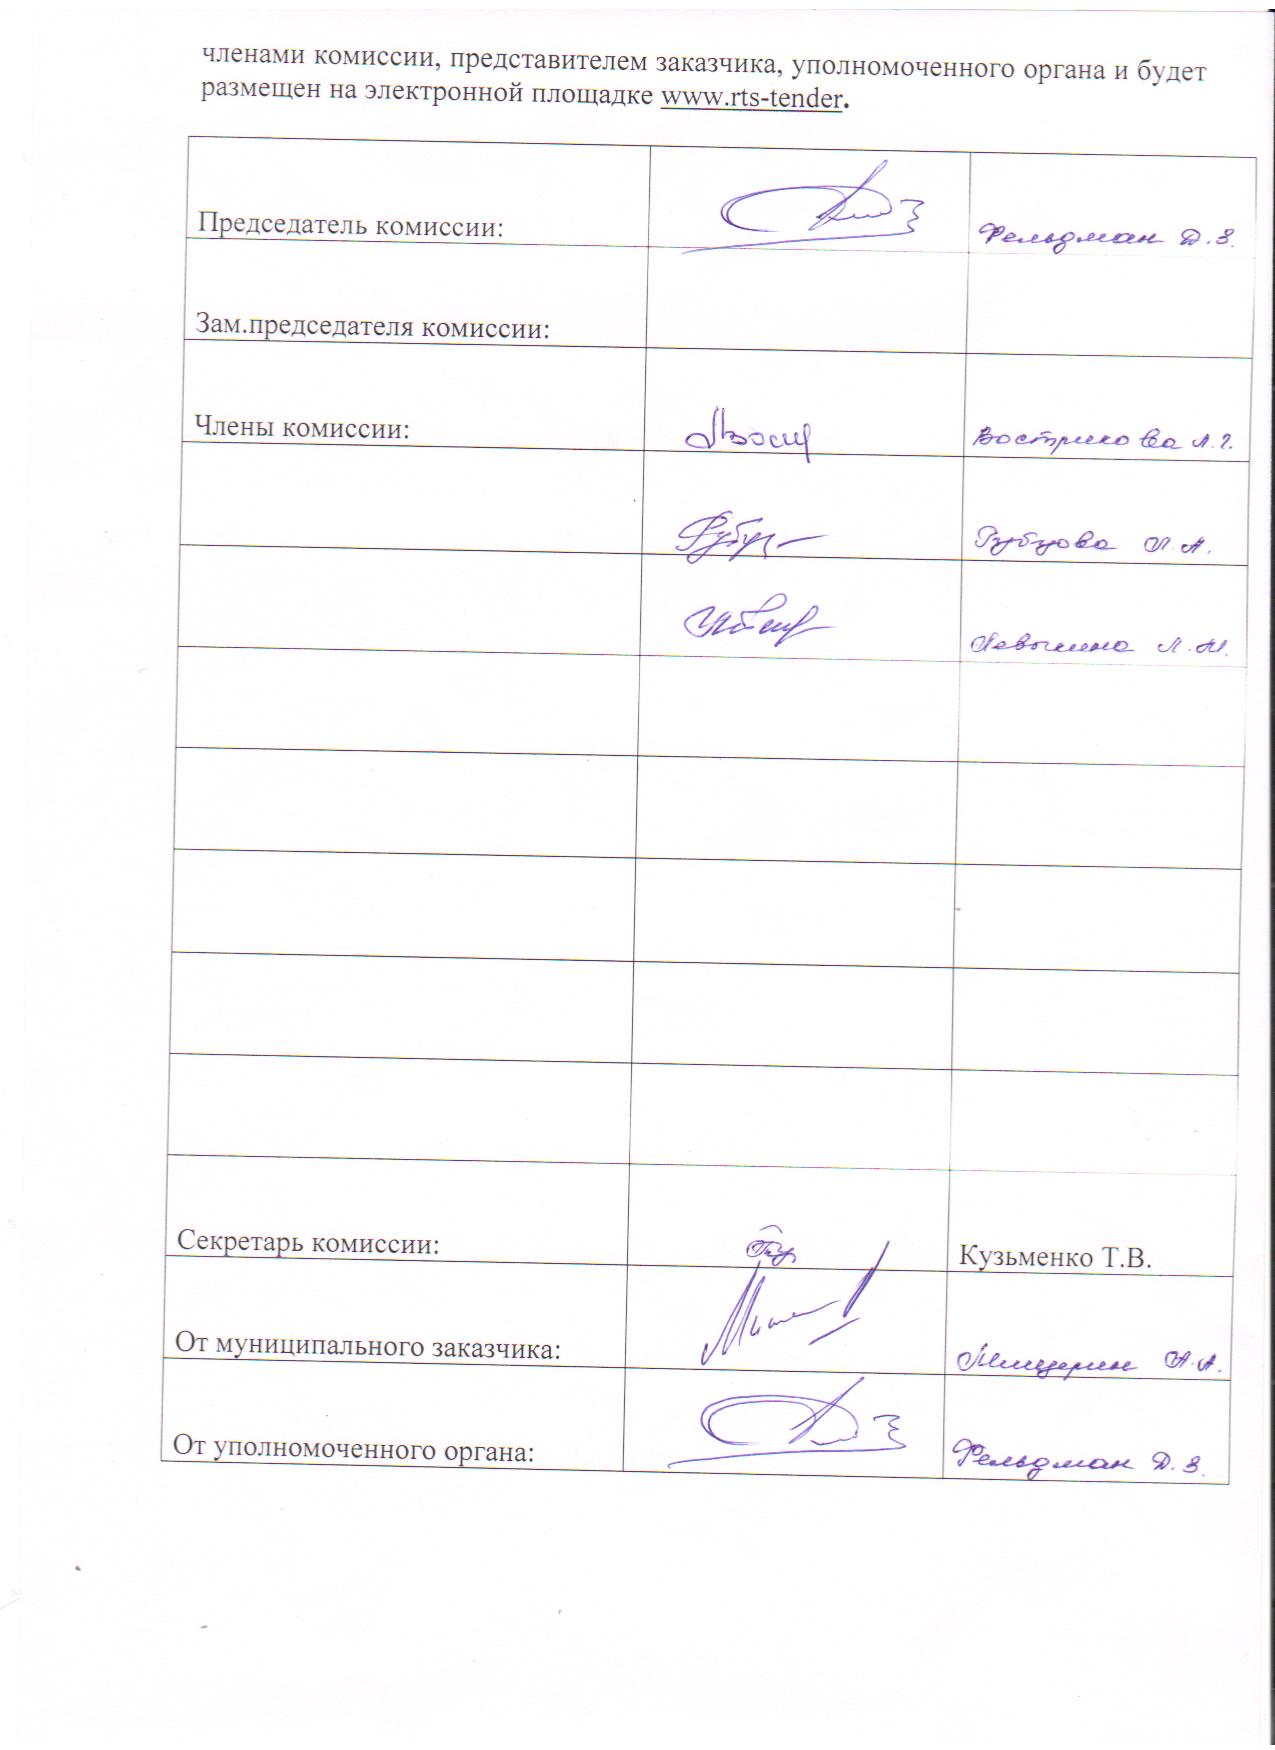 членами комиссии, представителем заказчика, уполномоченного органа и будет
размещен на электронной площадке www.rts-tender.
Председатель комиссии: Фельдман Д.З.
Зам.председателя комиссии:
Члены комиссии: Вострикова Л.Г.
Рубцова И.А.
Л.Н.
Секретарь комиссии: Кузьменко Т.В.
От муниципального заказчика: А.А.
От уполномоченного органа: Фельдман Д.З.